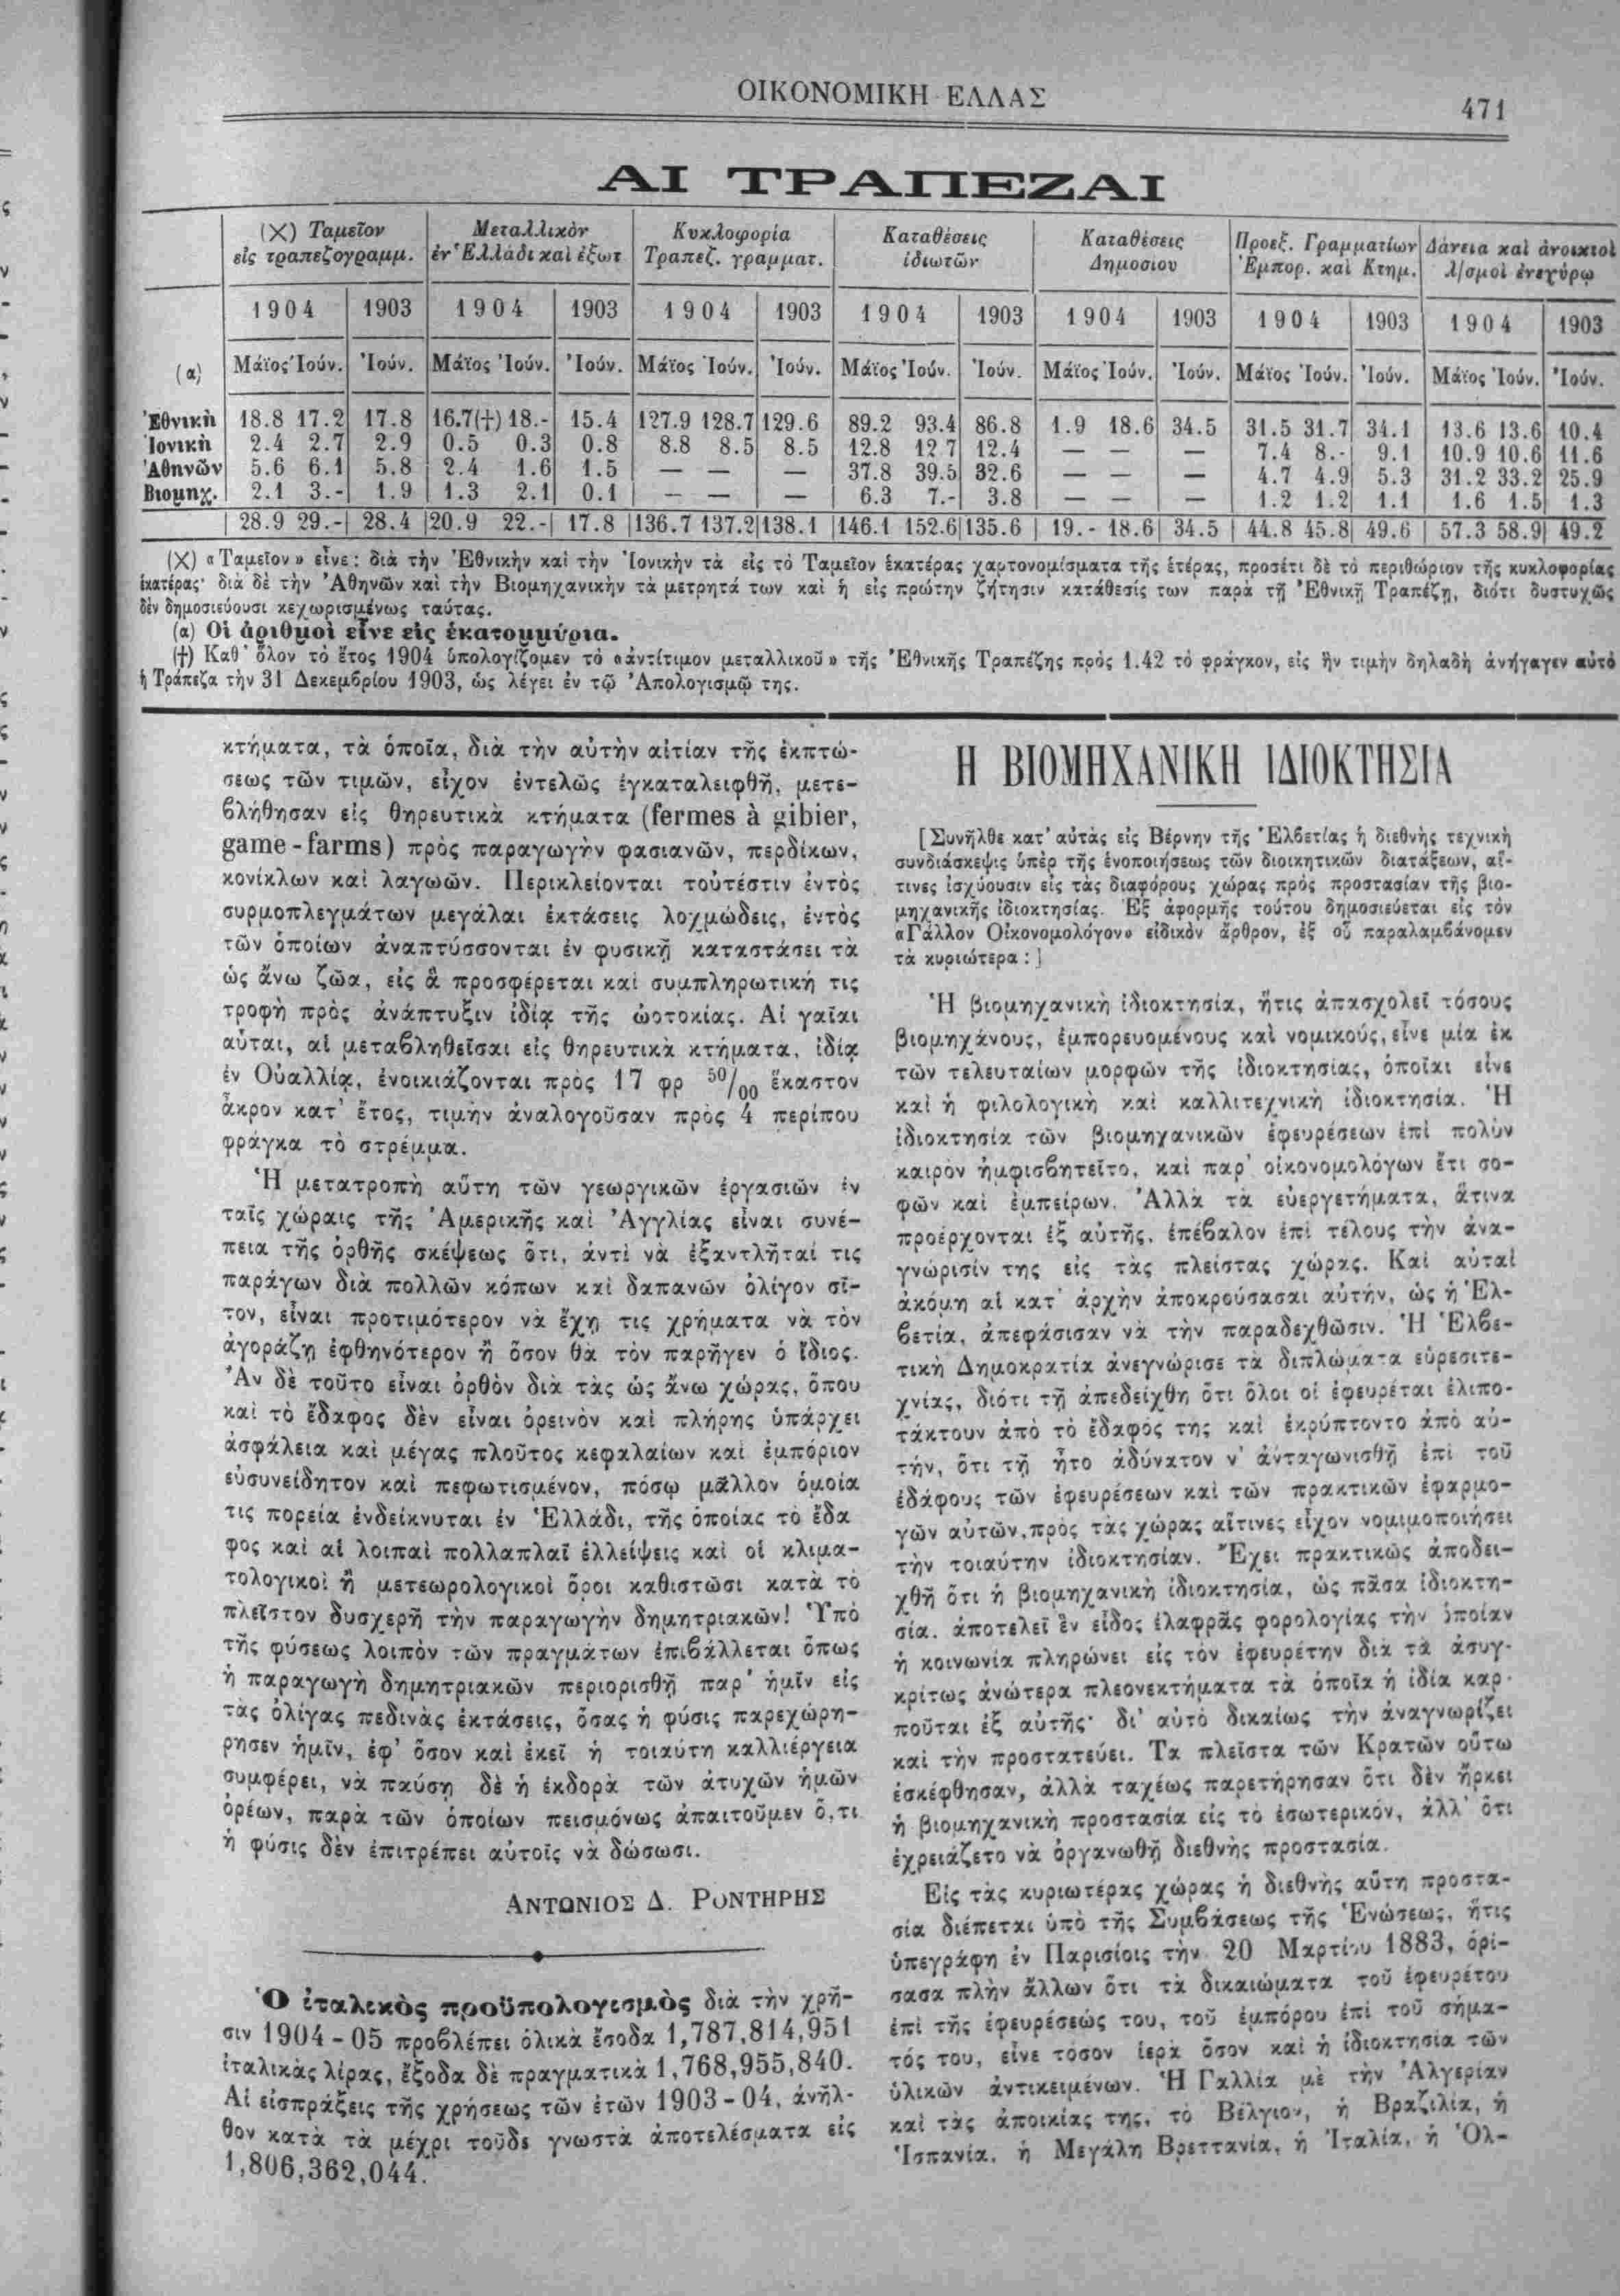 ΟΙΚΟΝΟΜΙΚΗ ΕΛΛΑΣ
471
ΑΙ ΤΡΑΠΕΖΑΙ
(Χ) Ταμεῖον εἰς τραπεζογραμμ. | Μεταλλικὸν ἐν Ἑλλάδι καὶ ἐξωτ | Κυκλοφορία Τραπεζ. γραμματ. | Καταθέσεις ἰδιωτῶν | Καταθέσεις Δημοσίου | Προεξ. Γραμματίων Ἐμπορ. καὶ Κτημ. | Δάνεια καὶ ἀνοικτοὶ λ/σμοὶ ἐνεχύρῳ
1904 | 1903 | 1904 | 1903 | 1904 | 1903 | 1904 | 1903 | 1904 | 1903 | 1904 | 1903 | 1904 | 1903
(α) | Μάϊος Ἰούν. | Ἰούν. | Μάϊος Ἰούν. | Ἰούν. | Μάϊος Ἰούν. | Ἰούν. | Μάϊος Ἰούν. | Ἰούν. | Μάϊος Ἰούν. | Ἰούν. | Μάϊος Ἰούν. | Ἰούν. | Μάϊος Ἰούν. | Ἰούν.
Ἐθνικὴ | 18.8 17.2 | 17.8 | 16.7(†) 18.- | 15.4 | 127.9 128.7 | 129.6 | 89.2 93.4 | 86.8 | 1.9 18.6 | 34.5 | 31.5 31.7 | 34.1 | 13.6 13.6 | 10.4
Ἰονικὴ | 2.4 2.7 | 2.9 | 0.5 0.3 | 0.8 | 8.8 8.5 | 8.5 | 12.8 12.7 | 12.4 | — — | — | 7.4 8.- | 9.1 | 10.9 10.6 | 11.6
Ἀθηνῶν | 5.6 6.1 | 5.8 | 2.4 1.6 | 1.5 | — — | — | 37.8 39.5 | 32.6 | — — | — | 4.7 4.9 | 5.3 | 31.2 33.2 | 25.9
Βιομηχ. | 2.1 3.- | 1.9 | 1.3 2.1 | 0.1 | — — | — | 6.3 7.- | 3.8 | — — | — | 1.2 1.2 | 1.1 | 1.6 1.5 | 1.3
28.9 29.- | 28.4 | 20.9 22.- | 17.8 | 136.7 137.2 | 138.1 | 146.1 152.6 | 135.6 | 19.- 18.6 | 34.5 | 44.8 45.8 | 49.6 | 57.3 58.9 | 49.2
(Χ) «Ταμεῖον» εἶνε: διὰ τὴν Ἐθνικὴν καὶ τὴν Ἰονικὴν τὰ εἰς τὸ Ταμεῖον ἑκατέρας χαρτονομίσματα τῆς ἑτέρας, προσέτι δὲ τὸ περιθώριον τῆς κυκλοφορίας
ἑκατέρας· διὰ δὲ τὴν Ἀθηνῶν καὶ τὴν Βιομηχανικὴν τὰ μετρητά των καὶ ἡ εἰς πρώτην ζήτησιν κατάθεσίς των παρὰ τῇ Ἐθνικῇ Τραπέζῃ, διότι δυστυχῶς
δὲν δημοσιεύουσι κεχωρισμένως ταύτας.
(α) Οἱ ἀριθμοὶ εἶνε εἰς ἑκατομμύρια.
(†) Καθ' ὅλον τὸ ἔτος 1904 ὑπολογίζομεν τὸ «ἀντίτιμον μεταλλικοῦ» τῆς Ἐθνικῆς Τραπέζης πρὸς 1.42 τὸ φράγκον, εἰς ἣν τιμὴν δηλαδὴ ἀνήγαγεν αὐτὸ
ἡ Τράπεζα τὴν 31 Δεκεμβρίου 1903, ὡς λέγει ἐν τῷ Ἀπολογισμῷ της.
κτήματα, τὰ ὁποῖα, διὰ τὴν αὐτὴν αἰτίαν τῆς ἐκπτώ-
σεως τῶν τιμῶν, εἶχον ἐντελῶς ἐγκαταλειφθῆ, μετε-
βλήθησαν εἰς θηρευτικὰ κτήματα (fermes à gibier,
game-farms) πρὸς παραγωγὴν φασιανῶν, περδίκων,
κονίκλων καὶ λαγωῶν. Περικλείονται τοὐτέστιν ἐντὸς
συρμοπλεγμάτων μεγάλαι ἐκτάσεις λοχμώδεις, ἐντὸς
τῶν ὁποίων ἀναπτύσσονται ἐν φυσικῇ καταστάσει τὰ
ὡς ἄνω ζῶα, εἰς ἃ προσφέρεται καὶ συμπληρωτική τις
τροφὴ πρὸς ἀνάπτυξιν ἰδίᾳ τῆς ὠοτοκίας. Αἱ γαῖαι
αὗται, αἱ μεταβληθεῖσαι εἰς θηρευτικὰ κτήματα, ἰδίᾳ
ἐν Οὐαλλίᾳ, ἐνοικιάζονται πρὸς 17 φρ 50/00 ἕκαστον
ἄκρον κατ' ἔτος, τιμὴν ἀναλογοῦσαν πρὸς 4 περίπου
φράγκα τὸ στρέμμα.
Ἡ μετατροπὴ αὕτη τῶν γεωργικῶν ἐργασιῶν ἐν
ταῖς χώραις τῆς Ἀμερικῆς καὶ Ἀγγλίας εἶναι συνέ-
πεια τῆς ὀρθῆς σκέψεως ὅτι, ἀντὶ νὰ ἐξαντλῆταί τις
παράγων διὰ πολλῶν κόπων καὶ δαπανῶν ὀλίγον σῖ-
τον, εἶναι προτιμότερον νὰ ἔχῃ τις χρήματα νὰ τὸν
ἀγοράζῃ ἐφθηνότερον ἢ ὅσον θὰ τὸν παρῆγεν ὁ ἴδιος.
Ἂν δὲ τοῦτο εἶναι ὀρθὸν διὰ τὰς ὡς ἄνω χώρας, ὅπου
καὶ τὸ ἔδαφος δὲν εἶναι ὀρεινὸν καὶ πλήρης ὑπάρχει
ἀσφάλεια καὶ μέγας πλοῦτος κεφαλαίων καὶ ἐμπόριον
εὐσυνείδητον καὶ πεφωτισμένον, πόσῳ μᾶλλον ὁμοία
τις πορεία ἐνδείκνυται ἐν Ἑλλάδι, τῆς ὁποίας τὸ ἔδα
φος καὶ αἱ λοιπαὶ πολλαπλαῖ ἐλλείψεις καὶ οἱ κλιμα-
τολογικοὶ ἢ μετεωρολογικοὶ ὅροι καθιστῶσι κατὰ τὸ
πλεῖστον δυσχερῆ τὴν παραγωγὴν δημητριακῶν! Ὑπὸ
τῆς φύσεως λοιπὸν τῶν πραγμάτων ἐπιβάλλεται ὅπως
ἡ παραγωγὴ δημητριακῶν περιορισθῇ παρ' ἡμῖν εἰς
τὰς ὀλίγας πεδινὰς ἐκτάσεις, ὅσας ἡ φύσις παρεχώρη-
ρησεν ἡμῖν, ἐφ' ὅσον καὶ ἐκεῖ ἡ τοιαύτη καλλιέργεια
συμφέρει, νὰ παύσῃ δὲ ἡ ἐκδορὰ τῶν ἀτυχῶν ἡμῶν
ὀρέων, παρὰ τῶν ὁποίων πεισμόνως ἀπαιτοῦμεν ὅ,τι
ἡ φύσις δὲν ἐπιτρέπει αὐτοῖς νὰ δώσωσι.
ΑΝΤΩΝΙΟΣ Δ. ΡΟΝΤΗΡΗΣ
Ὁ ἰταλικὸς προϋπολογισμὸς διὰ τὴν χρῆ-
σιν 1904-05 προβλέπει ὁλικὰ ἔσοδα 1,787,814,951
ἰταλικὰς λίρας, ἔξοδα δὲ πραγματικὰ 1,768,955,840.
Αἱ εἰσπράξεις τῆς χρήσεως τῶν ἐτῶν 1903-04, ἀνῆλ-
θον κατὰ τὰ μέχρι τοῦδε γνωστὰ ἀποτελέσματα εἰς
1,806,362,044.
Η ΒΙΟΜΗΧΑΝΙΚΗ ΙΔΙΟΚΤΗΣΙΑ
[Συνῆλθε κατ' αὐτὰς εἰς Βέρνην τῆς Ἑλβετίας ἡ διεθνὴς τεχνικὴ
συνδιάσκεψις ὑπὲρ τῆς ἑνοποιήσεως τῶν διοικητικῶν διατάξεων, αἵ-
τινες ἰσχύουσιν εἰς τὰς διαφόρους χώρας πρὸς προστασίαν τῆς βιο-
μηχανικῆς ἰδιοκτησίας. Ἐξ ἀφορμῆς τούτου δημοσιεύεται εἰς τὸν
«Γάλλον Οἰκονομολόγον» εἰδικὸν ἄρθρον, ἐξ οὗ παραλαμβάνομεν
τὰ κυριώτερα:]
Ἡ βιομηχανικὴ ἰδιοκτησία, ἥτις ἀπασχολεῖ τόσους
βιομηχάνους, ἐμπορευομένους καὶ νομικούς, εἶνε μία ἐκ
τῶν τελευταίων μορφῶν τῆς ἰδιοκτησίας, ὁποῖαι εἶνε
καὶ ἡ φιλολογικὴ καὶ καλλιτεχνικὴ ἰδιοκτησία. Ἡ
ἰδιοκτησία τῶν βιομηχανικῶν ἐφευρέσεων ἐπὶ πολὺν
καιρὸν ἠμφισβητεῖτο, καὶ παρ' οἰκονομολόγων ἔτι σο-
φῶν καὶ ἐμπείρων. Ἀλλὰ τὰ εὐεργετήματα, ἅτινα
προέρχονται ἐξ αὐτῆς, ἐπέβαλον ἐπὶ τέλους τὴν ἀνα-
γνώρισίν της εἰς τὰς πλείστας χώρας. Καὶ αὐταὶ
ἀκόμη αἱ κατ' ἀρχὴν ἀποκρούσασαι αὐτήν, ὡς ἡ Ἑλ-
βετία, ἀπεφάσισαν νὰ τὴν παραδεχθῶσιν. Ἡ Ἑλβε-
τικὴ Δημοκρατία ἀνεγνώρισε τὰ διπλώματα εὑρεσιτε-
χνίας, διότι τῇ ἀπεδείχθη ὅτι ὅλοι οἱ ἐφευρέται ἐλιπο-
τάκτουν ἀπὸ τὸ ἔδαφός της καὶ ἐκρύπτοντο ἀπὸ αὐ-
τήν, ὅτι τῇ ἦτο ἀδύνατον ν' ἀνταγωνισθῇ ἐπὶ τοῦ
ἐδάφους τῶν ἐφευρέσεων καὶ τῶν πρακτικῶν ἐφαρμο-
γῶν αὐτῶν, πρὸς τὰς χώρας αἵτινες εἶχον νομιμοποιήσει
τὴν τοιαύτην ἰδιοκτησίαν. Ἔχει πρακτικῶς ἀποδει-
χθῆ ὅτι ἡ βιομηχανικὴ ἰδιοκτησία, ὡς πᾶσα ἰδιοκτη-
σία, ἀποτελεῖ ἓν εἶδος ἐλαφρᾶς φορολογίας τὴν ὁποίαν
ἡ κοινωνία πληρώνει εἰς τὸν ἐφευρέτην διὰ τὰ ἀσυγ-
κρίτως ἀνώτερα πλεονεκτήματα τὰ ὁποῖα ἡ ἰδία καρ-
ποῦται ἐξ αὐτῆς· δι' αὐτὸ δικαίως τὴν ἀναγνωρίζει
καὶ τὴν προστατεύει. Τὰ πλεῖστα τῶν Κρατῶν οὕτω
ἐσκέφθησαν, ἀλλὰ ταχέως παρετήρησαν ὅτι δὲν ἤρκει
ἡ βιομηχανικὴ προστασία εἰς τὸ ἐσωτερικόν, ἀλλ' ὅτι
ἐχρειάζετο νὰ ὀργανωθῇ διεθνὴς προστασία.
Εἰς τὰς κυριωτέρας χώρας ἡ διεθνὴς αὕτη προστα-
σία διέπεται ὑπὸ τῆς Συμβάσεως τῆς Ἑνώσεως, ἥτις
ὑπεγράφη ἐν Παρισίοις τὴν 20 Μαρτίου 1883, ὁρί-
σασα πλὴν ἄλλων ὅτι τὰ δικαιώματα τοῦ ἐφευρέτου
ἐπὶ τῆς ἐφευρέσεώς του, τοῦ ἐμπόρου ἐπὶ τοῦ σήμα-
τός του, εἶνε τόσον ἱερὰ ὅσον καὶ ἡ ἰδιοκτησία τῶν
ὑλικῶν ἀντικειμένων. Ἡ Γαλλία μὲ τὴν Ἀλγερίαν
καὶ τὰς ἀποικίας της, τὸ Βέλγιον, ἡ Βραζιλία, ἡ
Ἱσπανία, ἡ Μεγάλη Βρεττανία, ἡ Ἰταλία, ἡ Ὁλ-